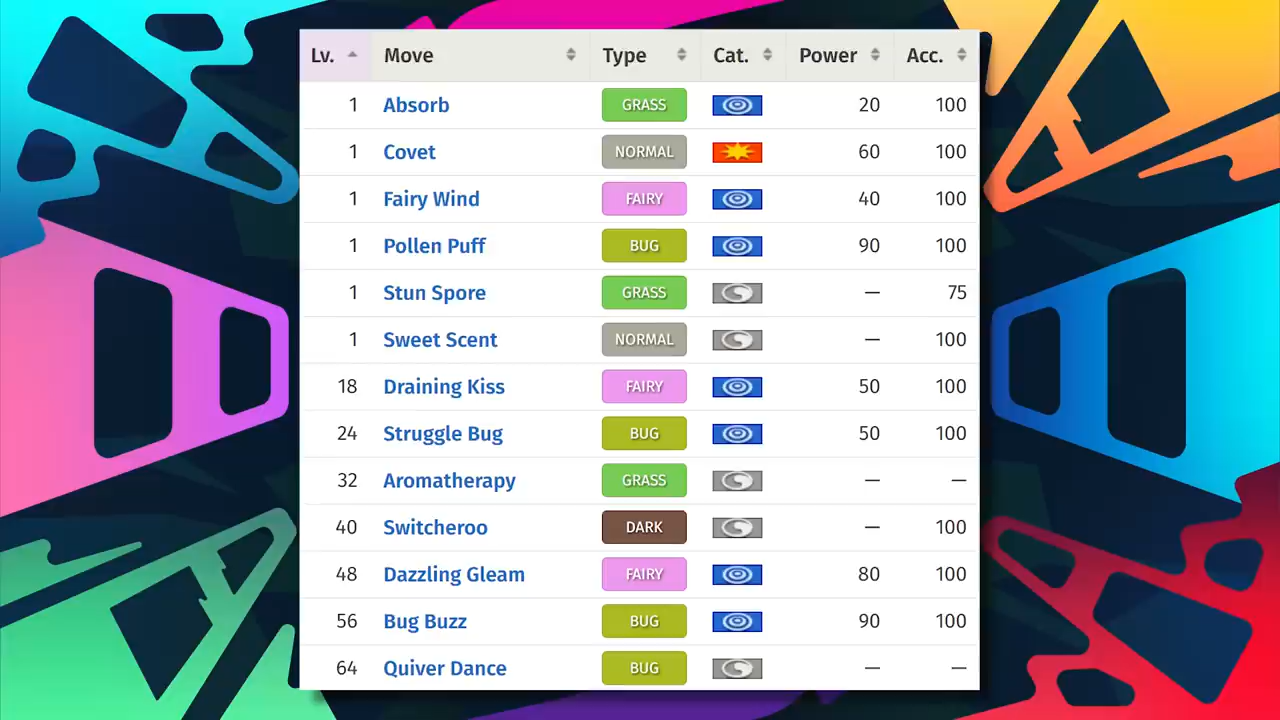 Lv. Move Type Cat. Power Acc.
1 Absorb GRASS 20 100
1 Covet NORMAL 60 100
1 Fairy Wind FAIRY 40 100
1 Pollen Puff BUG 90 100
1 Stun Spore GRASS — 75
1 Sweet Scent NORMAL — 100
18 Draining Kiss FAIRY 50 100
24 Struggle Bug BUG 50 100
32 Aromatherapy GRASS — —
40 Switcheroo DARK — 100
48 Dazzling Gleam FAIRY 80 100
56 Bug Buzz BUG 90 100
64 Quiver Dance BUG — —